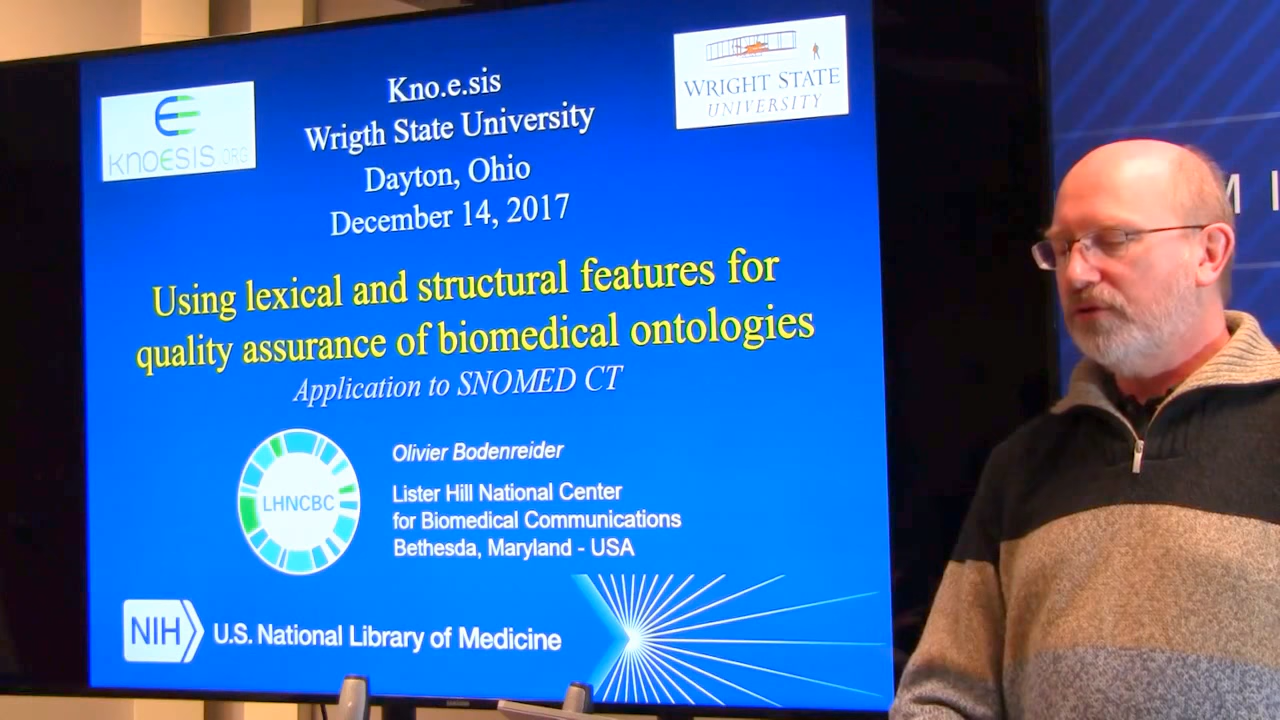 Kno.e.sis
Wrigth State University
Dayton, Ohio
December 14, 2017
KNOESIS.ORG
WRIGHT STATE
UNIVERSITY
Using lexical and structural features for
quality assurance of biomedical ontologies
Application to SNOMED CT
LHNCBC
Olivier Bodenreider
Lister Hill National Center
for Biomedical Communications
Bethesda, Maryland - USA
NIH
U.S. National Library of Medicine
M I